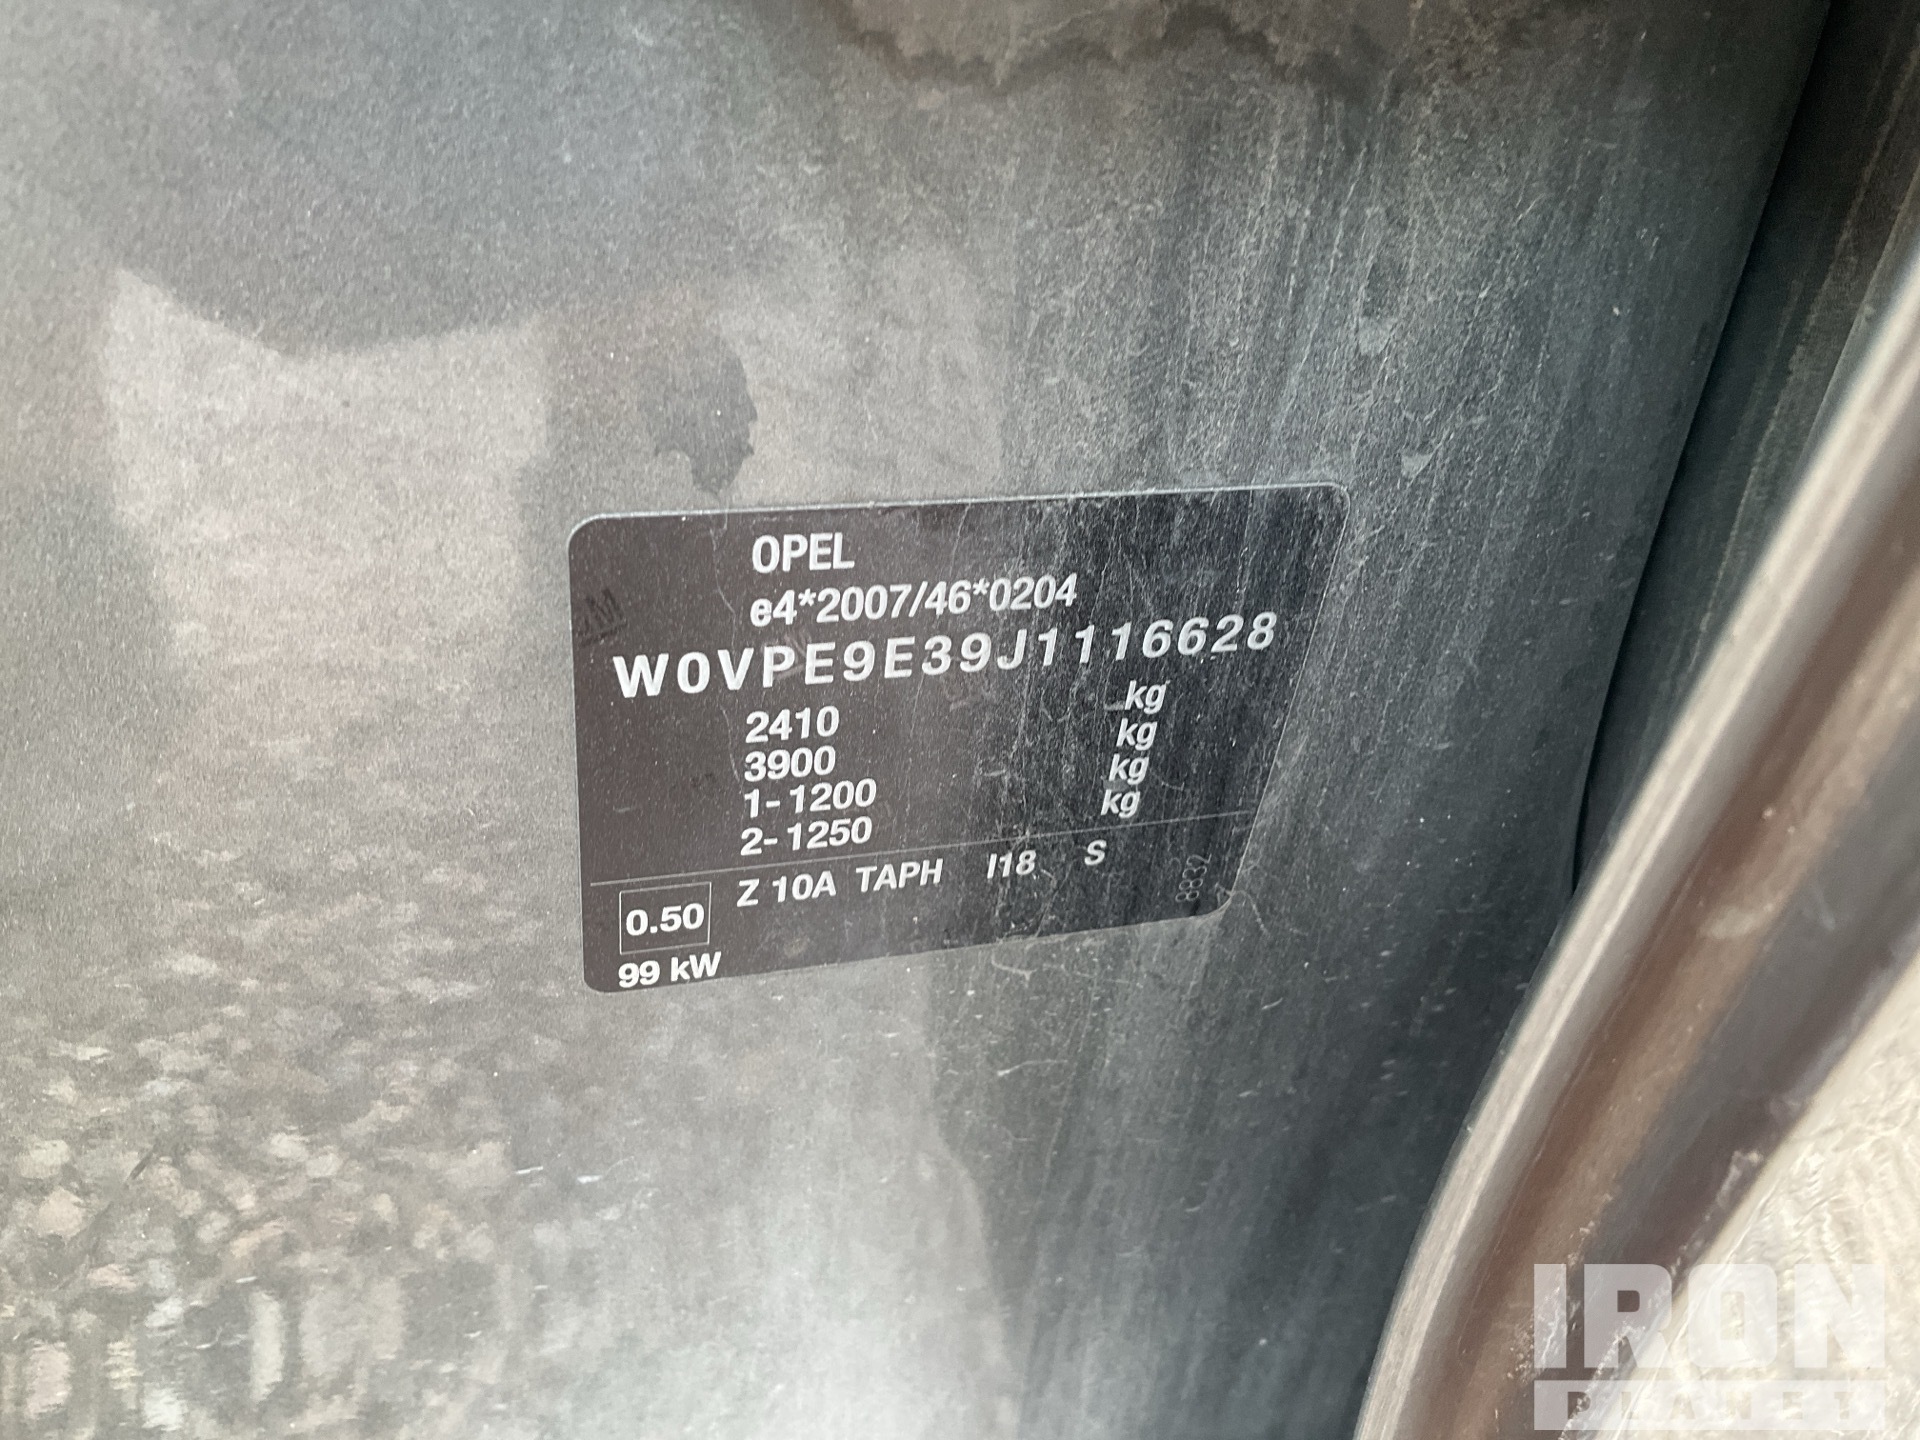 OPEL
e4*2007/46*0204
W0VPE9E39J1116628
2410 kg
3900 kg
1-1200 kg
2-1250 kg
0.50 Z 10A TAPH I18 S
8832
99 kW
IRON
PLANET